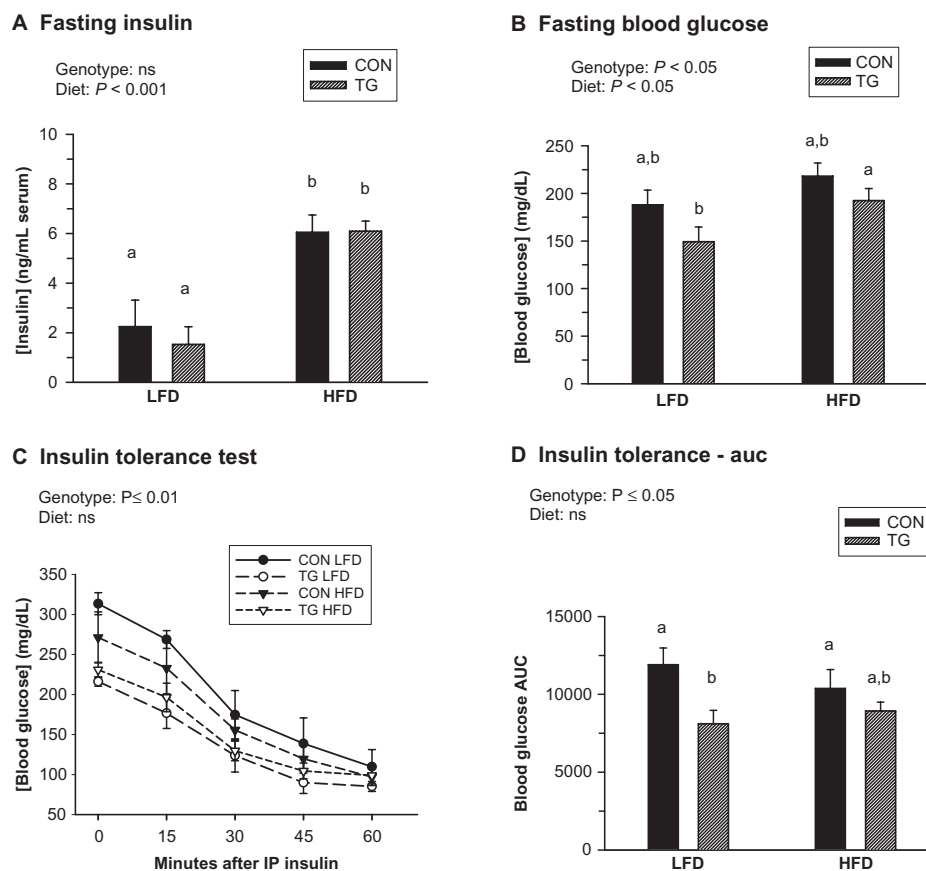 A Fasting insulin
Genotype: ns
Diet: P < 0.001
CON
TG
[Insulin] (ng/mL serum)
10
8
6
4
2
0
a
a
b
b
LFD
HFD
B Fasting blood glucose
Genotype: P < 0.05
Diet: P < 0.05
CON
TG
[Blood glucose] (mg/dL)
250
200
150
100
50
0
a,b
b
a,b
a
LFD
HFD
C Insulin tolerance test
Genotype: P≤ 0.01
Diet: ns
CON LFD
TG LFD
CON HFD
TG HFD
[Blood glucose] (mg/dL)
350
300
250
200
150
100
50
0
15
30
45
60
Minutes after IP insulin
D Insulin tolerance - auc
Genotype: P ≤ 0.05
Diet: ns
CON
TG
Blood glucose AUC
15000
10000
5000
0
a
b
a
a,b
LFD
HFD